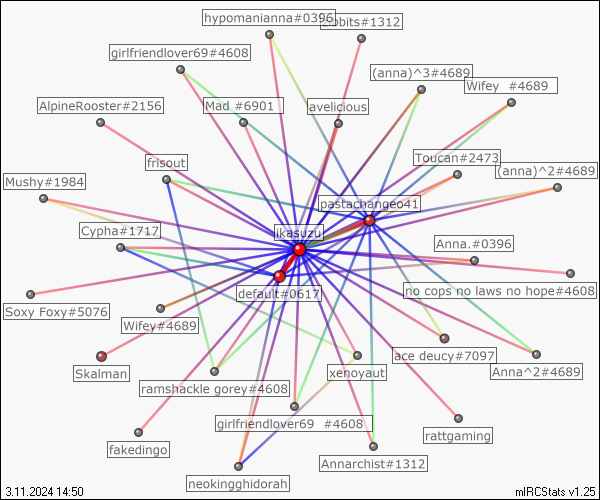 hypomanianna#0396
zibbits#1312
girlfriendlover69#4608
(anna)^3#4689
Wifey #4689
AlpineRooster#2156
Mad #6901
avelicious
frisout
Toucan#2473
(anna)^2#4689
Mushy#1984
pastachangeo41
Cypha#1717
ikasuzu
Anna.#0396
default#0617
no cops no laws no hope#4608
Soxy Foxy#5076
Wifey#4689
ace deucy#7097
Skalman
xenoyaut
Anna^2#4689
ramshackle gorey#4608
girlfriendlover69 #4608
rattgaming
fakedingo
Annarchist#1312
neokingghidorah
3.11.2024 14:50
mIRCStats v1.25